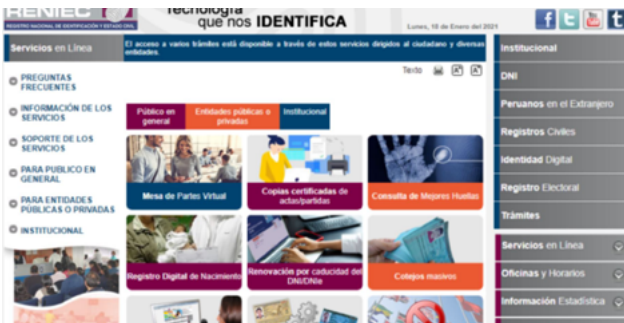 RENIEC
REGISTRO NACIONAL DE IDENTIFICACIÓN Y ESTADO CIVIL
Tecnología
que nos IDENTIFICA
Lunes, 18 de Enero del 2021
Servicios en Línea
PREGUNTAS
FRECUENTES
INFORMACIÓN DE LOS
SERVICIOS
SOPORTE DE LOS
SERVICIOS
PARA PUBLICO EN
GENERAL
PARA ENTIDADES
PÚBLICAS O PRIVADAS
INSTITUCIONAL
El acceso a varios trámites está disponible a través de estos servicios dirigidos al ciudadano y diversas
entidades.
Texto
Público en
general
Entidades públicas o
privadas
Institucional
Mesa de Partes Virtual
Copias certificadas de
actas/partidas
Consulta de Mejores Huellas
Registro Digital de Nacimiento
Renovación por caducidad del
DNI/DNIe
Cotejos masivos
Institucional
DNI
Peruanos en el Extranjero
Registros Civiles
Identidad Digital
Registro Electoral
Trámites
Servicios en Línea
Oficinas y Horarios
Información Estadística